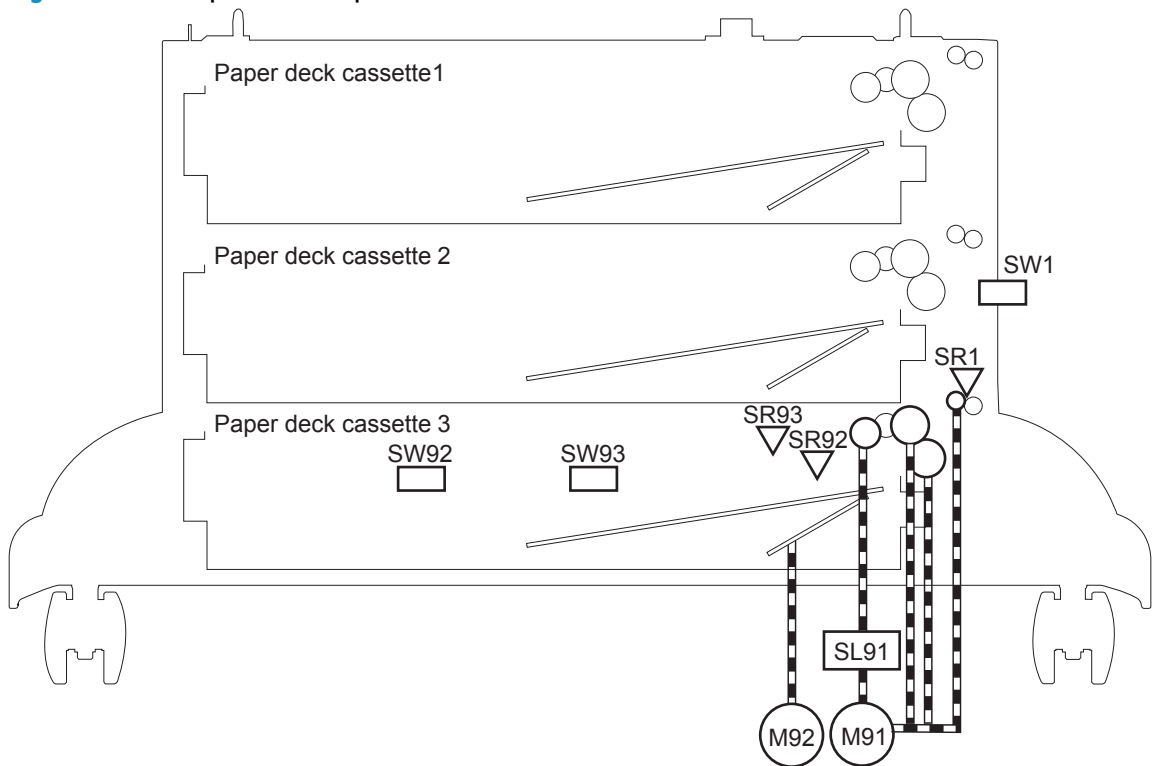 Paper deck cassette1
Paper deck cassette 2
SW1
SR1
Paper deck cassette 3
SR93
SR92
SW92
SW93
SL91
M92
M91